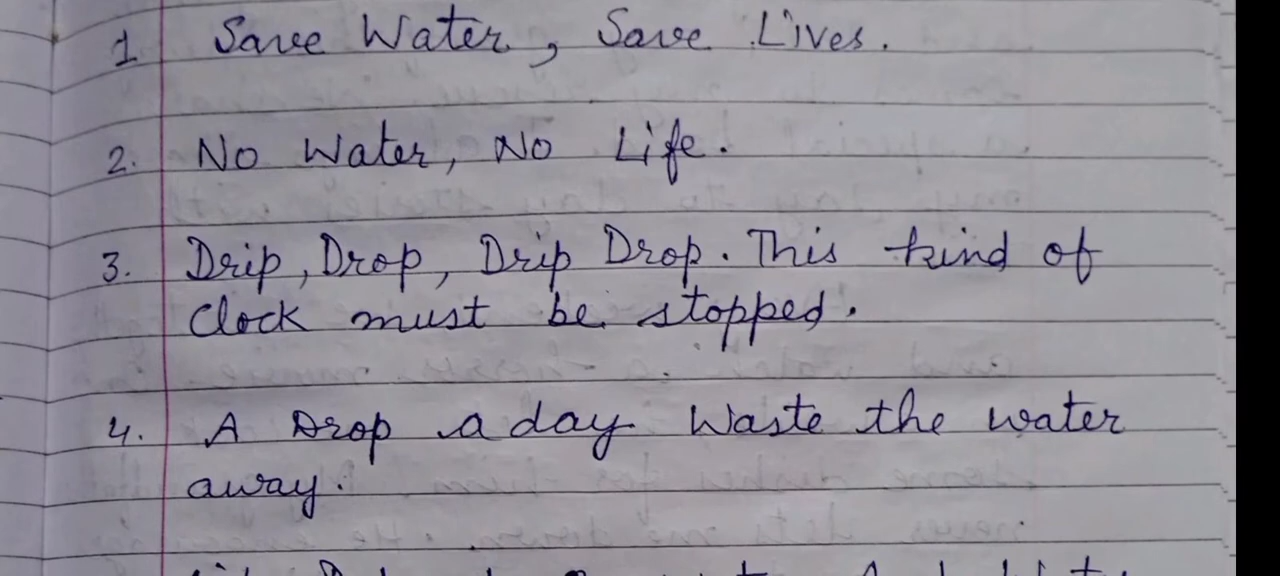 1. Save Water, Save Lives.
2. No Water, No Life.
3. Drip, Drop, Drip Drop. This kind of
Clock must be stopped.
4. A Drop a day Waste the water
away.